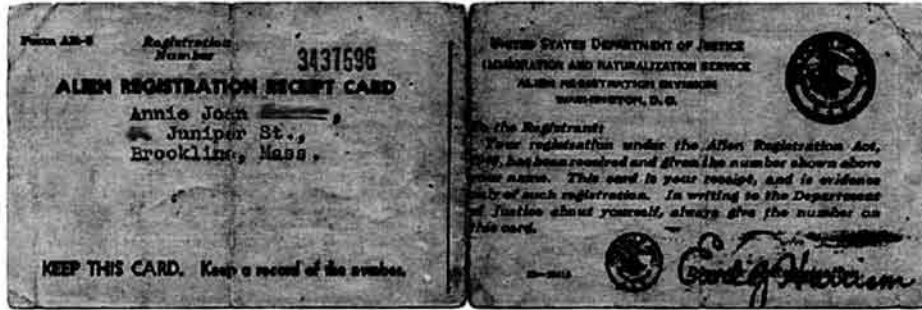 Form AR-3
Registration
Number
3437596
ALIEN REGISTRATION RECEIPT CARD
Annie Joan
Juniper St.,
Brookline, Mass.
KEEP THIS CARD. Keep a record of the number.
UNITED STATES DEPARTMENT OF JUSTICE
IMMIGRATION AND NATURALIZATION SERVICE
ALIEN REGISTRATION DIVISION
WASHINGTON, D. C.
To the Registrant:
Your registration under the Alien Registration Act,
1940, has been received and given the number shown above
your name. This card is your receipt, and is evidence
only of such registration. In writing to the Department
of Justice about yourself, always give the number on
this card.
Earl G Harrison